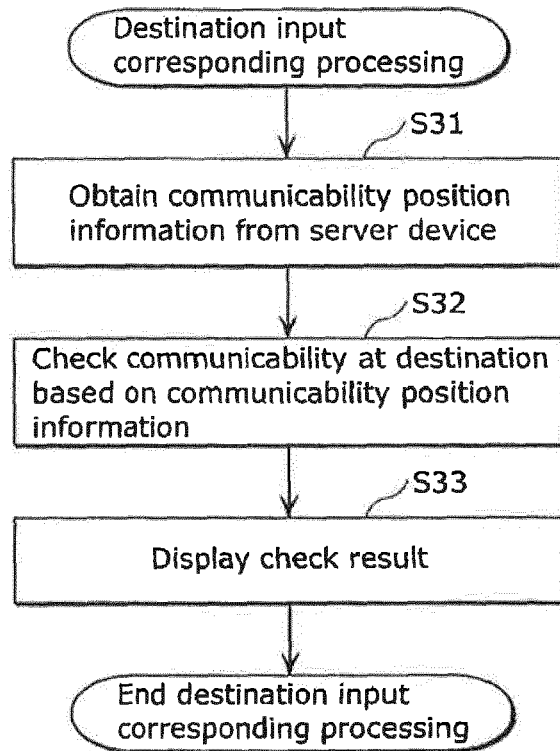 Destination input
corresponding processing
S31
Obtain communicability position
information from server device
S32
Check communicability at destination
based on communicability position
information
S33
Display check result
End destination input
corresponding processing